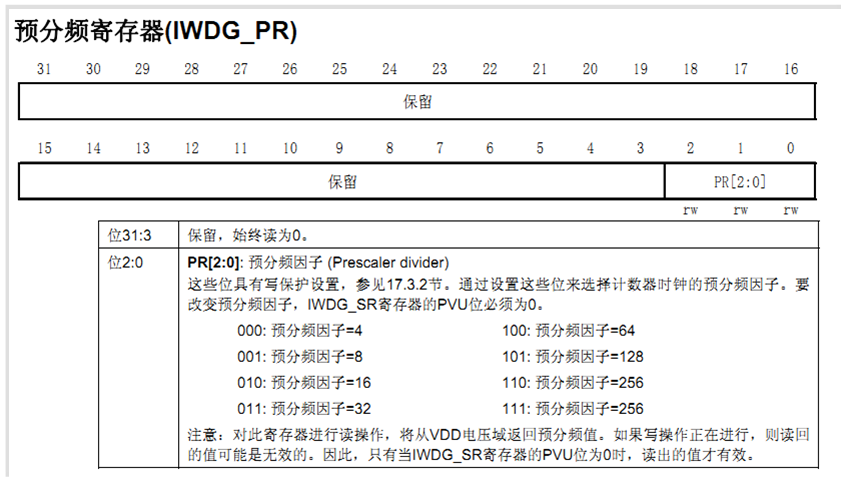 预分频寄存器(IWDG_PR)
31 30 29 28 27 26 25 24 23 22 21 20 19 18 17 16
保留
15 14 13 12 11 10 9 8 7 6 5 4 3 2 1 0
保留 PR[2:0]
rw rw rw
位31:3 保留，始终读为0。
位2:0 PR[2:0]: 预分频因子 (Prescaler divider)
这些位具有写保护设置，参见17.3.2节。通过设置这些位来选择计数器时钟的预分频因子。要
改变预分频因子，IWDG_SR寄存器的PVU位必须为0。
000: 预分频因子=4 100: 预分频因子=64
001: 预分频因子=8 101: 预分频因子=128
010: 预分频因子=16 110: 预分频因子=256
011: 预分频因子=32 111: 预分频因子=256
注意：对此寄存器进行读操作，将从VDD电压域返回预分频值。如果写操作正在进行，则读回
的值可能是无效的。因此，只有当IWDG_SR寄存器的PVU位为0时，读出的值才有效。